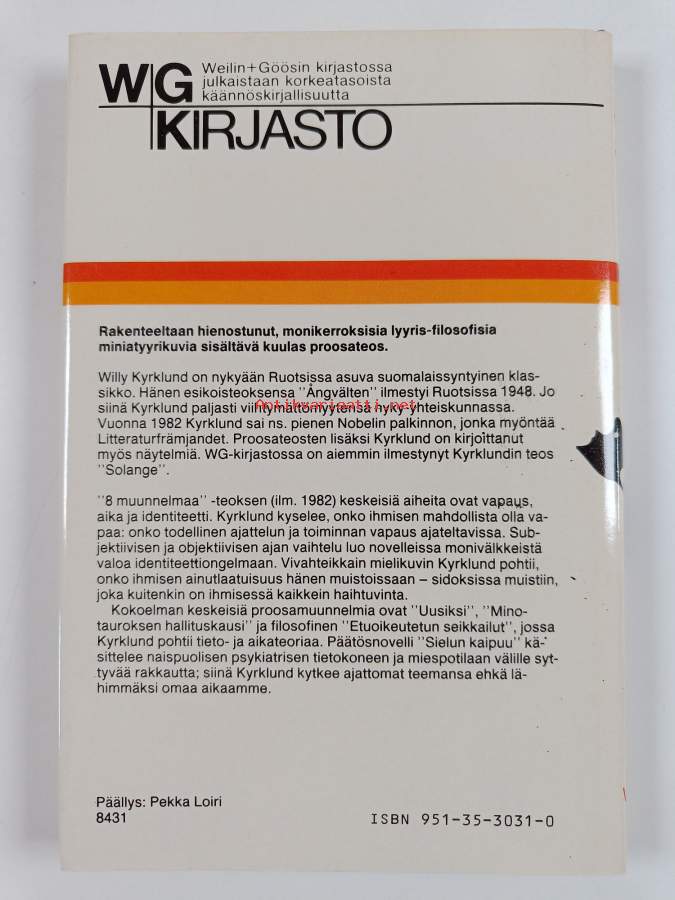 WG
KIRJASTO
Weilin+Göösin kirjastossa
julkaistaan korkeatasoista
käännöskirjallisuutta
Rakenteeltaan hienostunut, monikerroksisia lyyris-filosofisia
miniatyyrikuvia sisältävä kuulas proosateos.
Willy Kyrklund on nykyään Ruotsissa asuva suomalaissyntyinen klas-
sikko. Hänen esikoisteoksensa "Ångvälten" ilmestyi Ruotsissa 1948. Jo
siinä Kyrklund paljasti viihtymättömyytensä nyky-yhteiskunnassa.
Antikvariaatti.net
Vuonna 1982 Kyrklund sai ns. pienen Nobelin palkinnon, jonka myöntää
Litteraturfrämjandet. Proosateosten lisäksi Kyrklund on kirjoittanut
myös näytelmiä. WG-kirjastossa on aiemmin ilmestynyt Kyrklundin teos
"Solange".
"8 muunnelmaa" -teoksen (ilm. 1982) keskeisiä aiheita ovat vapaus,
aika ja identiteetti. Kyrklund kyselee, onko ihmisen mahdollista olla va-
paa: onko todellinen ajattelun ja toiminnan vapaus ajateltavissa. Sub-
jektiivisen ja objektiivisen ajan vaihtelu luo novelleissa monivälkkeistä
valoa identiteettiongelmaan. Vivahteikkain mielikuvin Kyrklund pohtii,
onko ihmisen ainutlaatuisuus hänen muistoissaan – sidoksissa muistiin,
joka kuitenkin on ihmisessä kaikkein haihtuvinta.
Kokoelman keskeisiä proosamuunnelmia ovat "Uusiksi", "Mino-
tauroksen hallituskausi" ja filosofinen "Etuoikeutetun seikkailut", jossa
Kyrklund pohtii tieto- ja aikateoriaa. Päätösnovelli "Sielun kaipuu" kä-
sittelee naispuolisen psykiatrisen tietokoneen ja miespotilaan välille syt-
tyvää rakkautta; siinä Kyrklund kytkee ajattomat teemansa ehkä lä-
himmäksi omaa aikaamme.
Päällys: Pekka Loiri
8431
ISBN 951-35-3031-0